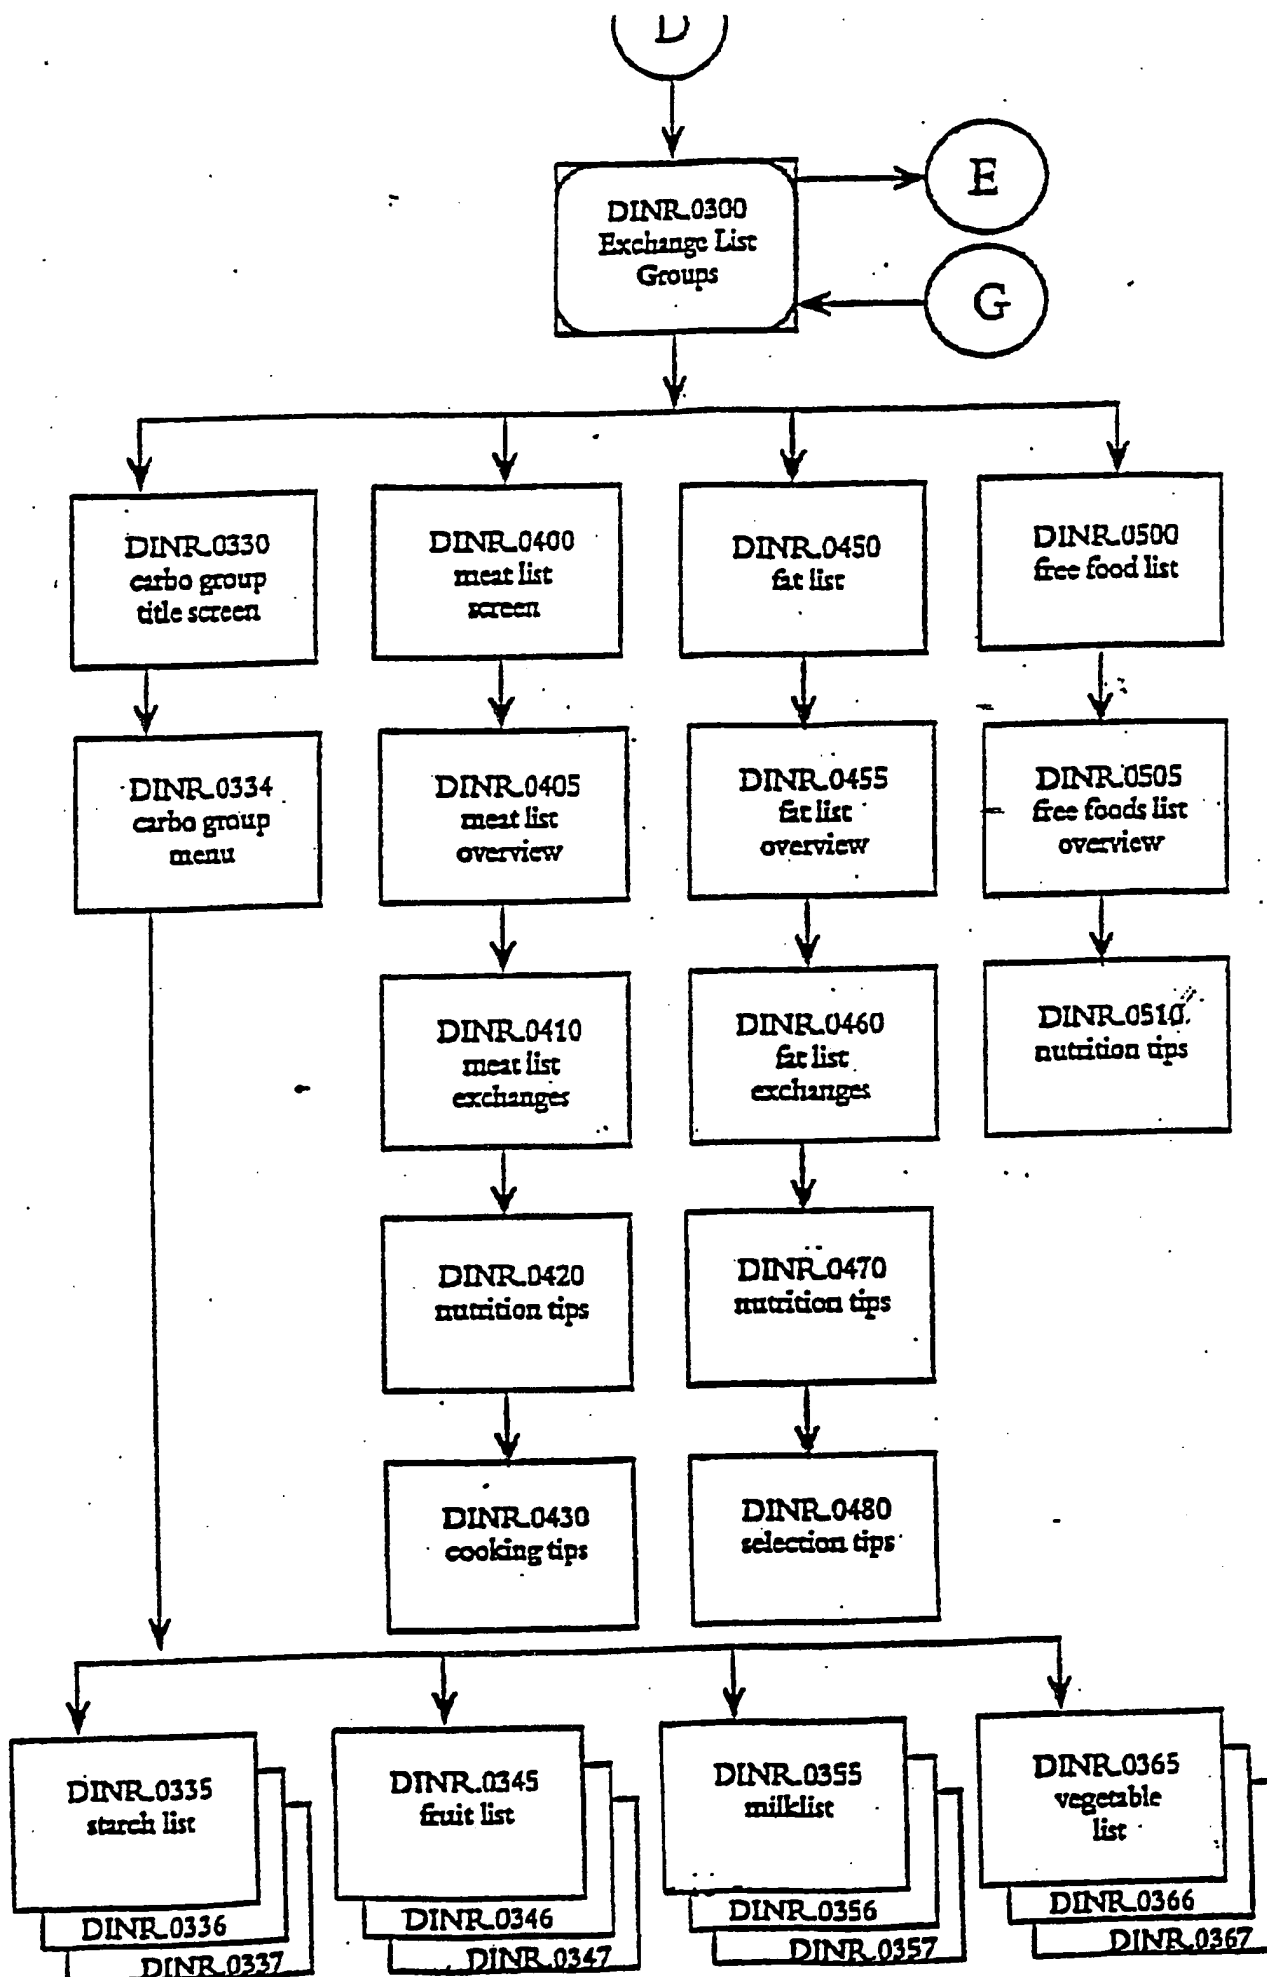 D
E
DINR.0300
Exchange List
Groups
G
DINR.0330
carbo group
title screen
DINR.0400
meat list
screen
DINR.0450
fat list
DINR.0500
free food list
DINR.0334
carbo group
menu
DINR.0405
meat list
overview
DINR.0455
fat list
overview
DINR.0505
free foods list
overview
DINR.0410
meat list
exchanges
DINR.0460
fat list
exchanges
DINR.0510
nutrition tips
DINR.0420
nutrition tips
DINR.0470
nutrition tips
DINR.0430
cooking tips
DINR.0480
selection tips
DINR.0335
starch list
DINR.0336
DINR.0337
DINR.0345
fruit list
DINR.0346
DINR.0347
DINR.0355
milklist
DINR.0356
DINR.0357
DINR.0365
vegetable
list
DINR.0366
DINR.0367